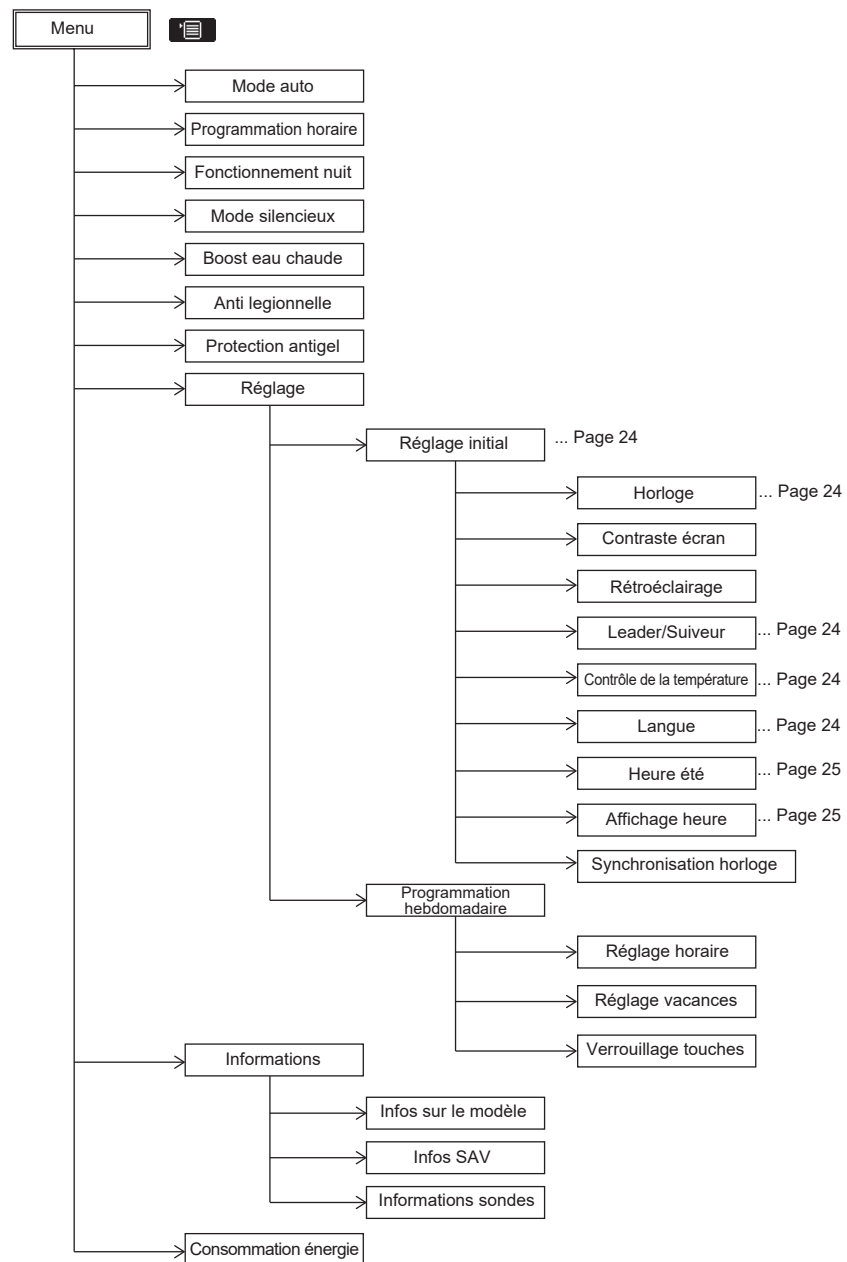 Menu
Mode auto
Programmation horaire
Fonctionnement nuit
Mode silencieux
Boost eau chaude
Anti legionnelle
Protection antigel
Réglage
Réglage initial ... Page 24
Horloge ... Page 24
Contraste écran
Rétroéclairage
Leader/Suiveur ... Page 24
Contrôle de la température ... Page 24
Langue ... Page 24
Heure été ... Page 25
Affichage heure ... Page 25
Synchronisation horloge
Programmation
hebdomadaire
Réglage horaire
Réglage vacances
Verrouillage touches
Informations
Infos sur le modèle
Infos SAV
Informations sondes
Consommation énergie